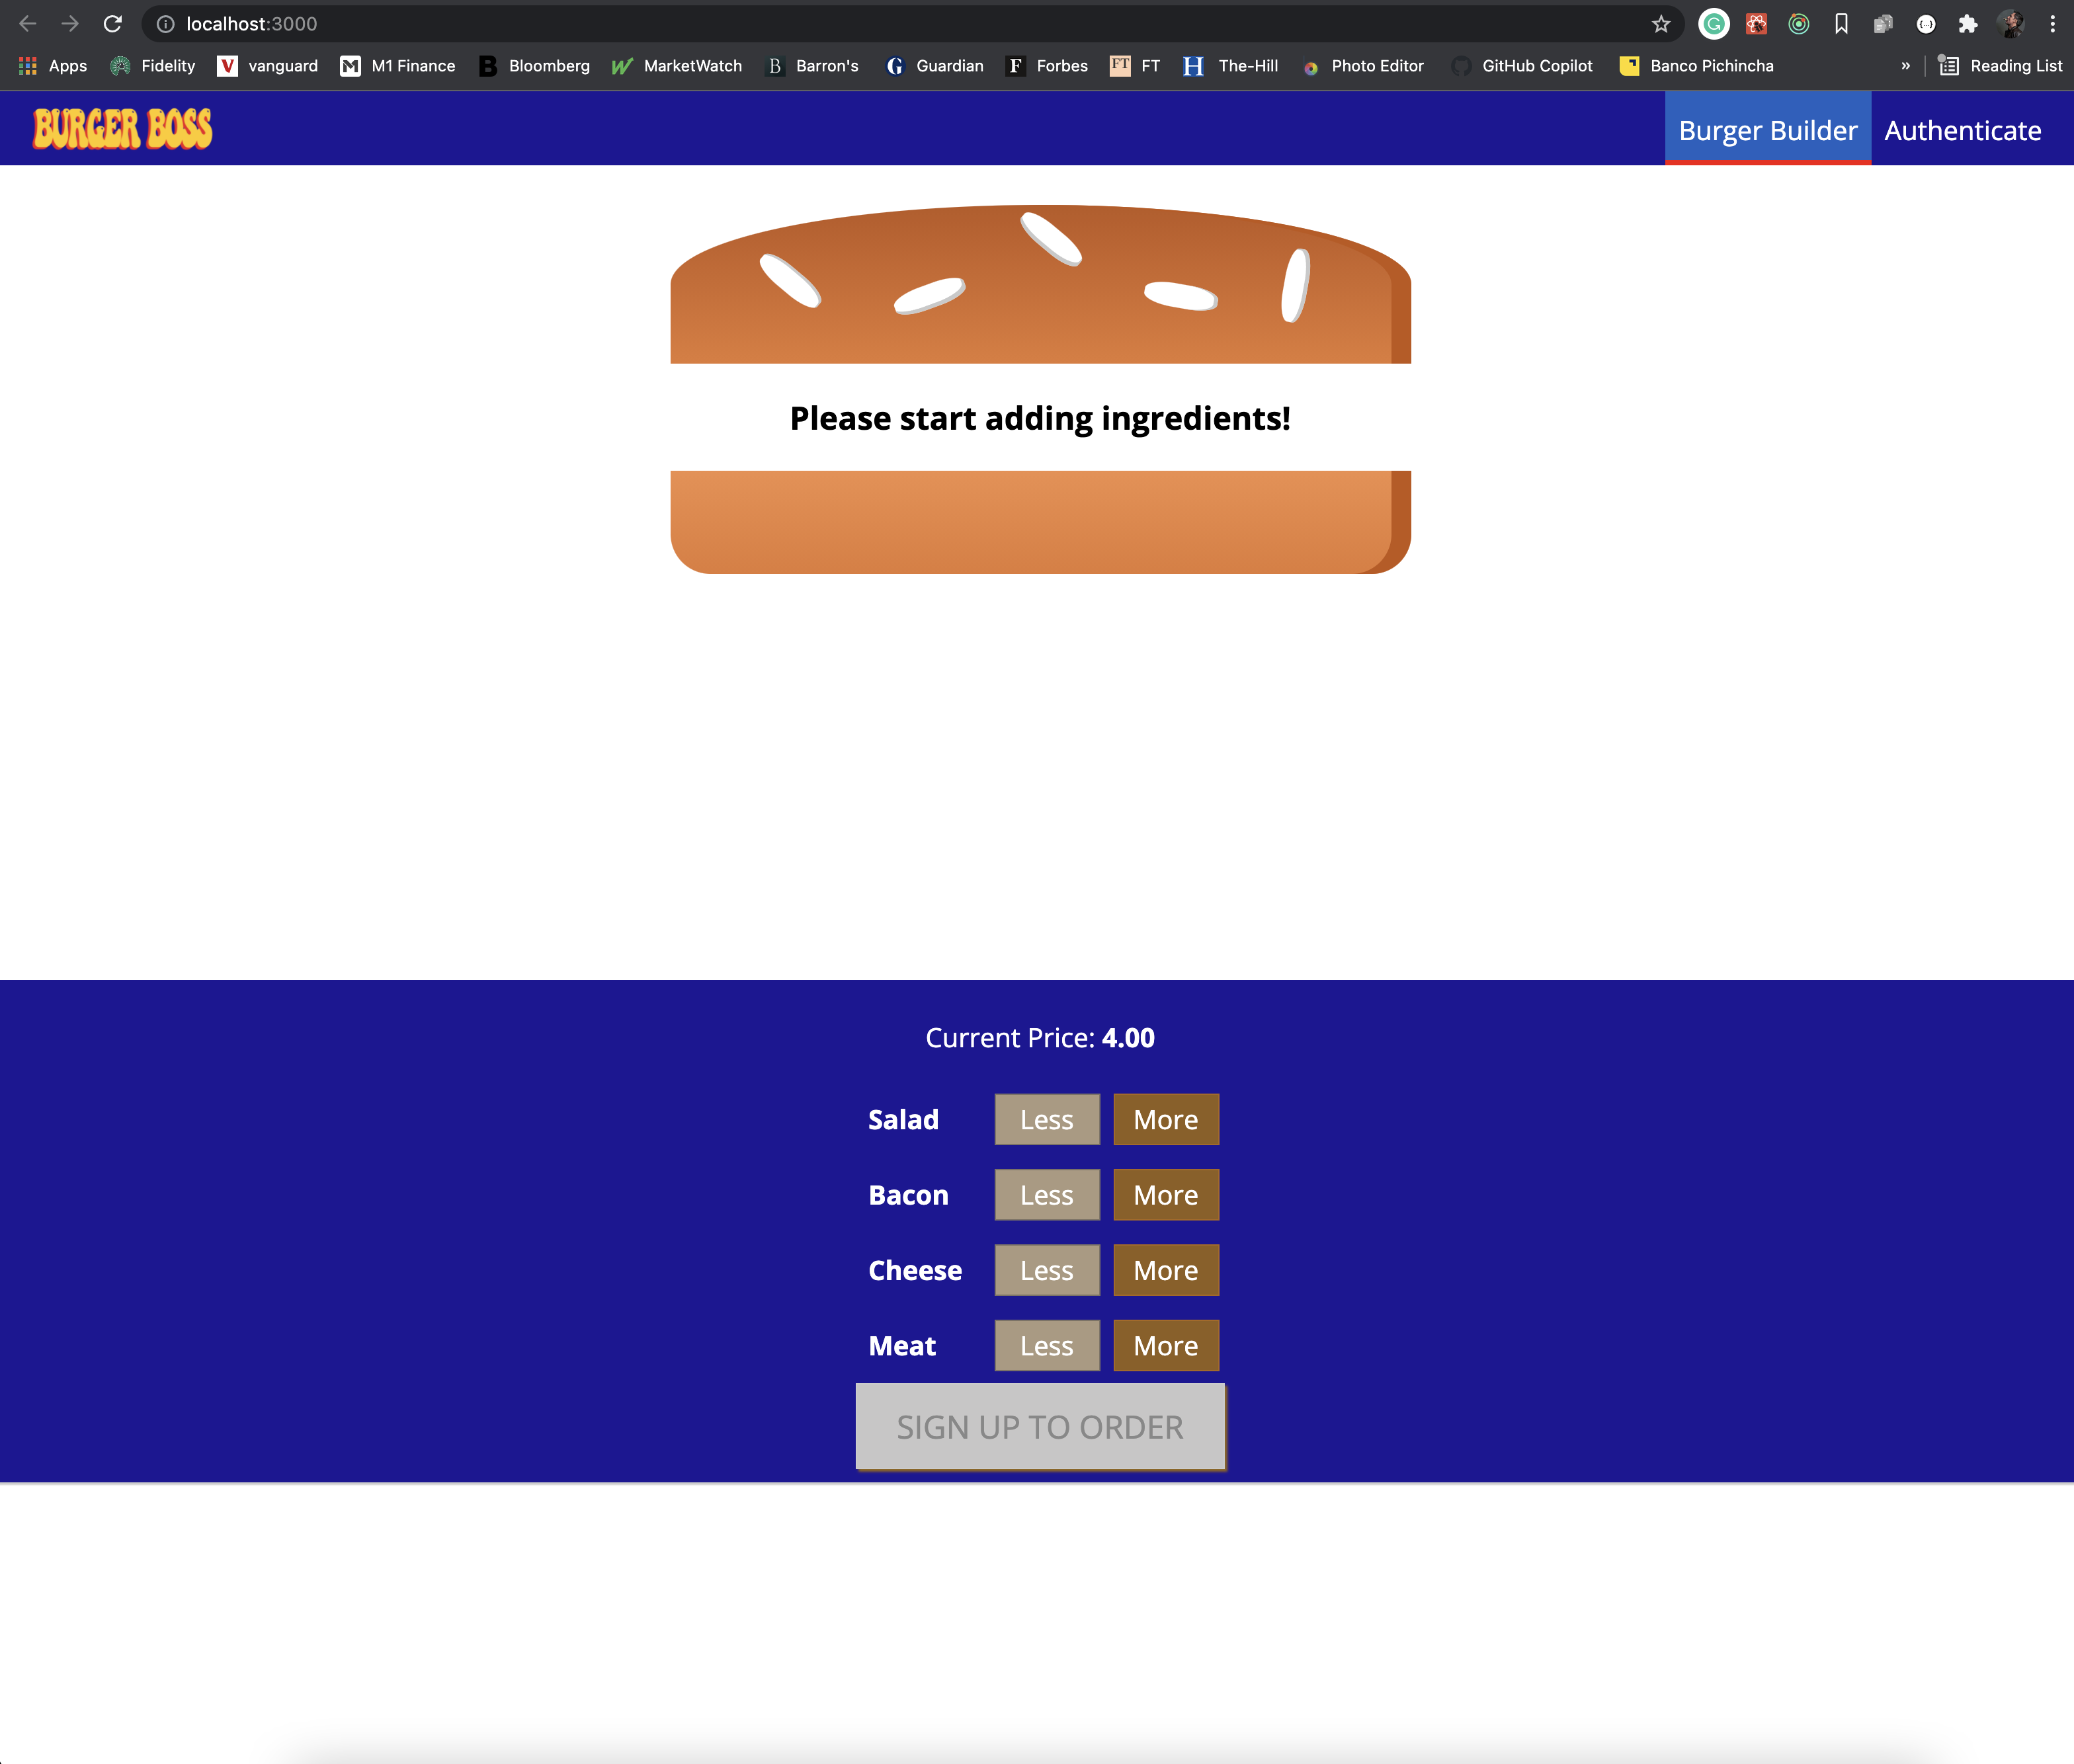 localhost:3000
Apps Fidelity V vanguard M M1 Finance B Bloomberg W MarketWatch B Barron's G Guardian F Forbes FT FT H The-Hill Photo Editor GitHub Copilot Banco Pichincha » Reading List
BURGER BOSS Burger Builder Authenticate
Please start adding ingredients!
Current Price: 4.00
Salad Less More
Bacon Less More
Cheese Less More
Meat Less More
SIGN UP TO ORDER